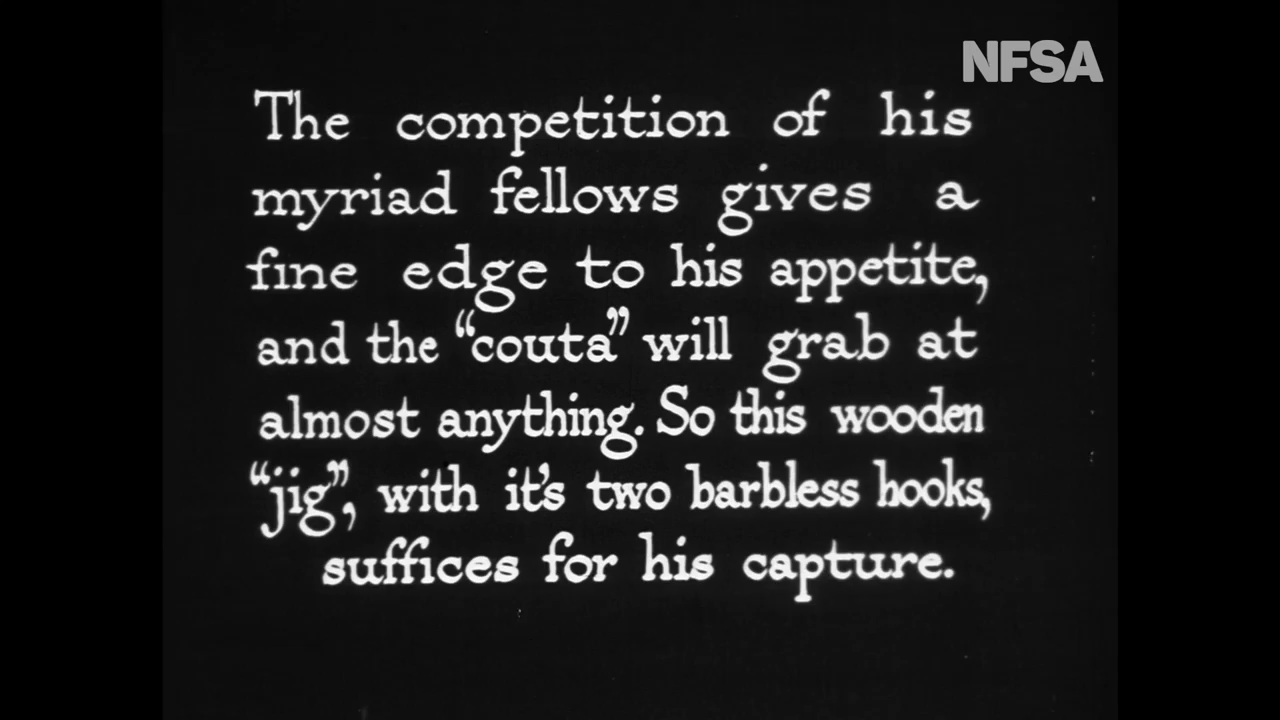 NFSA
The competition of his
myriad fellows gives a
fine edge to his appetite,
and the “couta” will grab at
almost anything. So this wooden
“jig”, with it's two barbless hooks,
suffices for his capture.